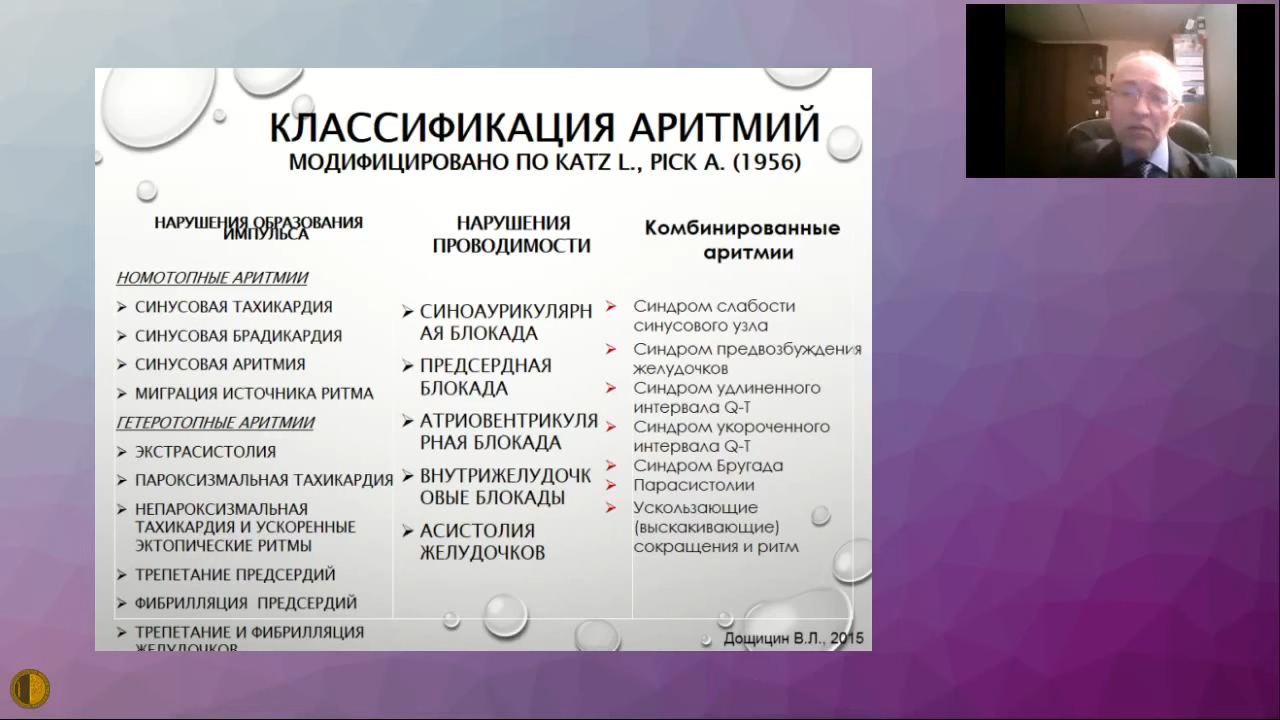 КЛАССИФИКАЦИЯ АРИТМИЙ
МОДИФИЦИРОВАНО ПО KATZ L., PICK A. (1956)
НАРУШЕНИЯ ОБРАЗОВАНИЯ
ИМПУЛЬСА
НОМОТОПНЫЕ АРИТМИИ
СИНУСОВАЯ ТАХИКАРДИЯ
СИНУСОВАЯ БРАДИКАРДИЯ
СИНУСОВАЯ АРИТМИЯ
МИГРАЦИЯ ИСТОЧНИКА РИТМА
ГЕТЕРОТОПНЫЕ АРИТМИИ
ЭКСТРАСИСТОЛИЯ
ПАРОКСИЗМАЛЬНАЯ ТАХИКАРДИЯ
НЕПАРОКСИЗМАЛЬНАЯ
ТАХИКАРДИЯ И УСКОРЕННЫЕ
ЭКТОПИЧЕСКИЕ РИТМЫ
ТРЕПЕТАНИЕ ПРЕДСЕРДИЙ
ФИБРИЛЛЯЦИЯ ПРЕДСЕРДИЙ
ТРЕПЕТАНИЕ И ФИБРИЛЛЯЦИЯ
ЖЕЛУДОЧКОВ
НАРУШЕНИЯ
ПРОВОДИМОСТИ
СИНОАУРИКУЛЯРН
АЯ БЛОКАДА
ПРЕДСЕРДНАЯ
БЛОКАДА
АТРИОВЕНТРИКУЛЯ
РНАЯ БЛОКАДА
ВНУТРИЖЕЛУДОЧК
ОВЫЕ БЛОКАДЫ
АСИСТОЛИЯ
ЖЕЛУДОЧКОВ
Комбинированные
аритмии
Синдром слабости
синусового узла
Синдром предвозбуждения
желудочков
Синдром удлиненного
интервала Q-T
Синдром укороченного
интервала Q-T
Синдром Бругада
Парасистолии
Ускользающие
(выскакивающие)
сокращения и ритм
Дощицин В.Л., 2015